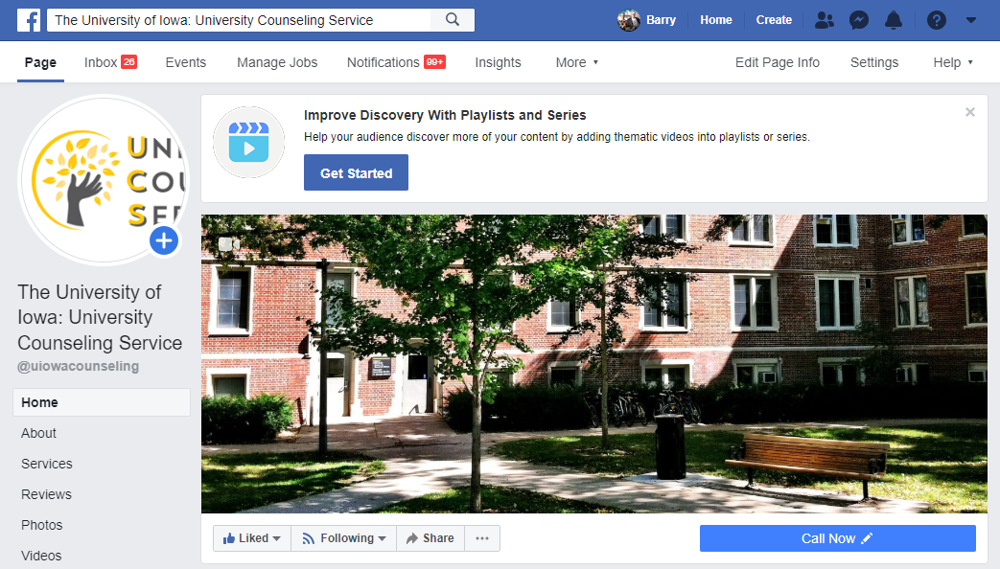 The University of Iowa: University Counseling Service
Barry Home Create
Page Inbox 26 Events Manage Jobs Notifications 99+ Insights More Edit Page Info Settings Help
Improve Discovery With Playlists and Series
Help your audience discover more of your content by adding thematic videos into playlists or series.
Get Started
UNI
COU
SER
The University of
Iowa: University
Counseling Service
@uiowacounseling
Home
About
Services
Reviews
Photos
Videos
Liked Following Share ...
Call Now